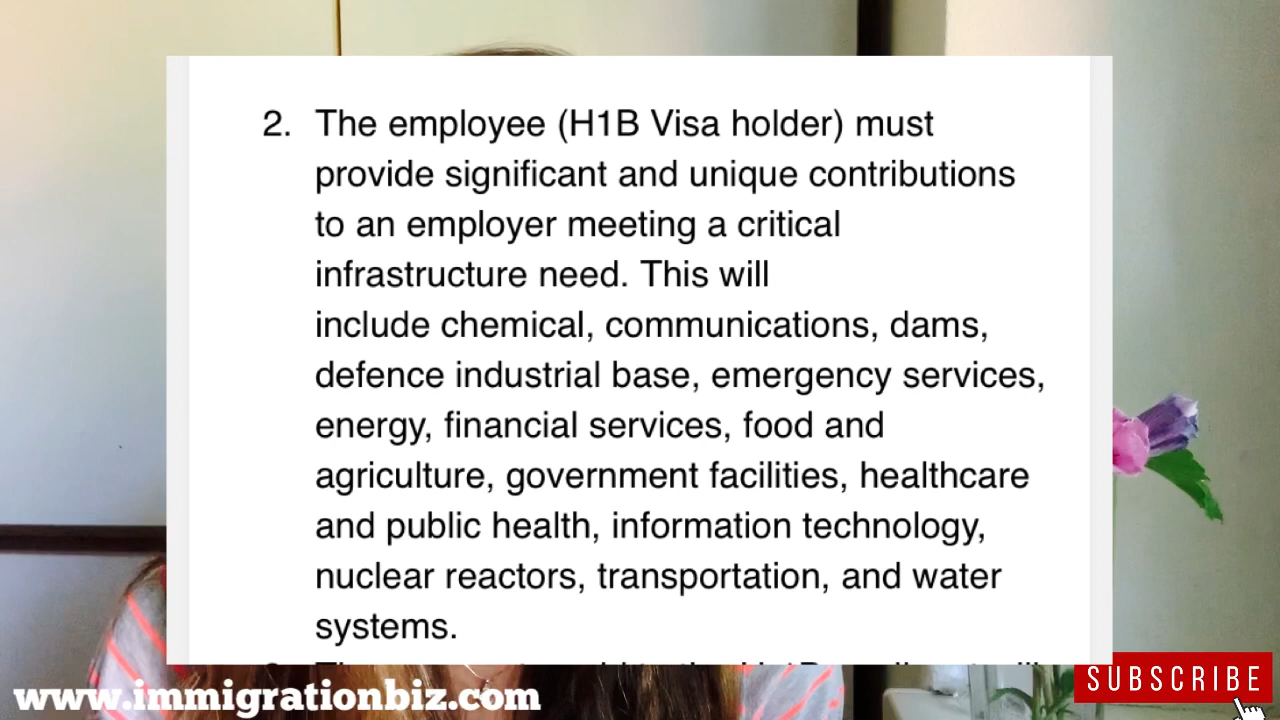 2. The employee (H1B Visa holder) must
provide significant and unique contributions
to an employer meeting a critical
infrastructure need. This will
include chemical, communications, dams,
defence industrial base, emergency services,
energy, financial services, food and
agriculture, government facilities, healthcare
and public health, information technology,
nuclear reactors, transportation, and water
systems.
SUBSCRIBE
www.immigrationbiz.com